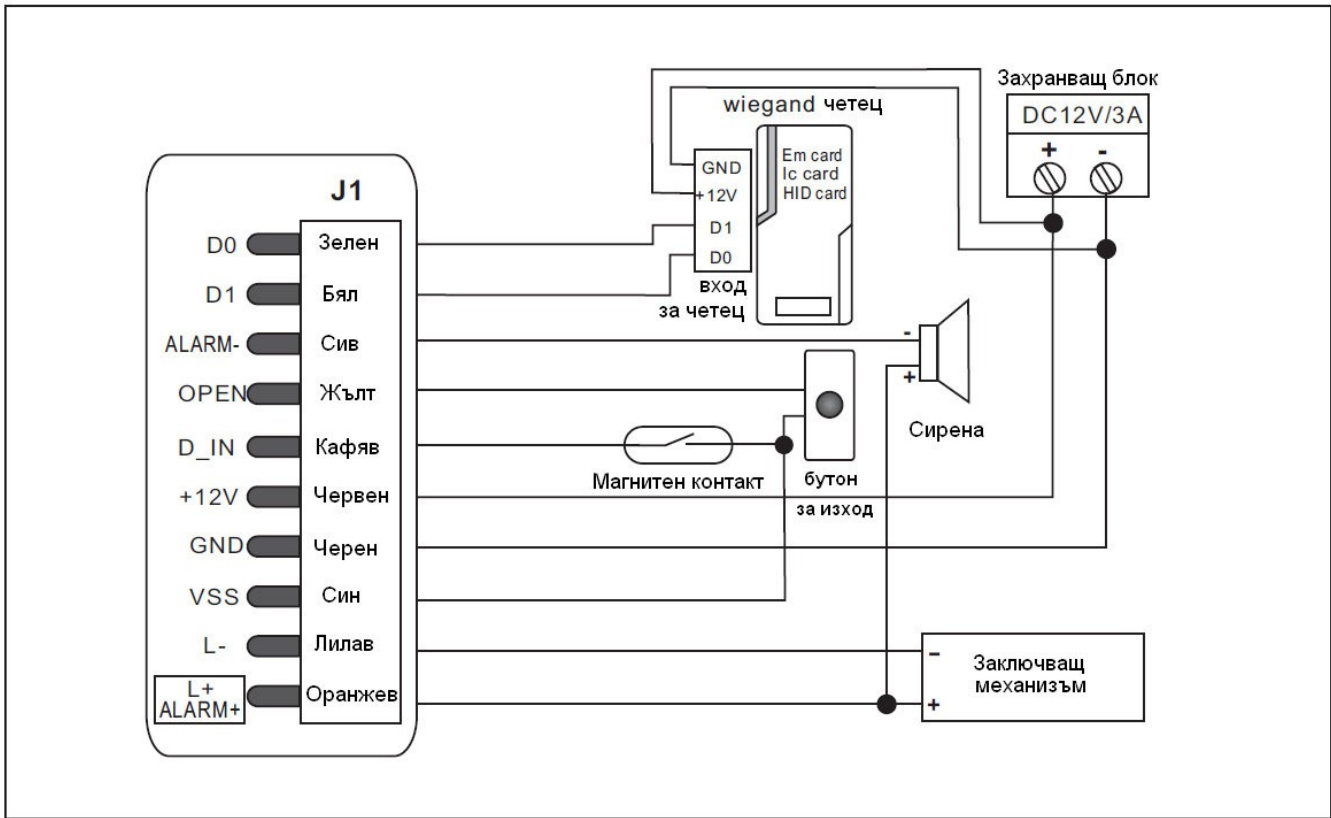 Захранващ блок
DC12V/3A
+ -
wiegand четец
GND
+12V
D1
D0
Em card
Ic card
HID card
вход
за четец
J1
D0 Зелен
D1 Бял
ALARM- Сив
OPEN Жълт
D_IN Кафяв
+12V Червен
GND Черен
VSS Син
L- Лилав
L+
ALARM+ Оранжев
-
+
Сирена
Магнитен контакт
бутон
за изход
-
+
Заключващ
механизъм